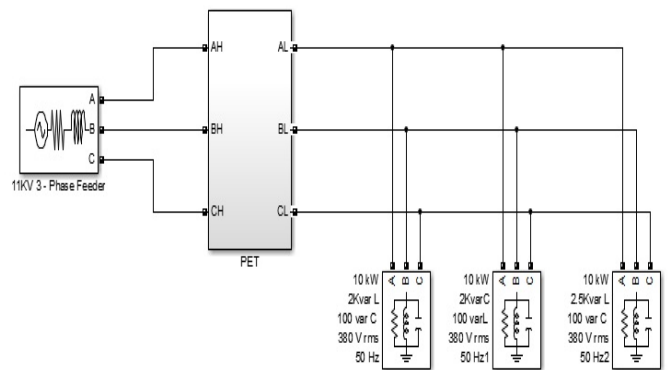 A
B
C
11KV 3 - Phase Feeder
AH
BH
CH
AL
BL
CL
PET
A B C
10 kW
2Kvar L
100 var C
380 V rms
50 Hz
A B C
10 kW
2KvarC
100 varL
380 V rms
50 Hz1
A B C
10 kW
2.5Kvar L
100 var C
380 V rms
50 Hz2